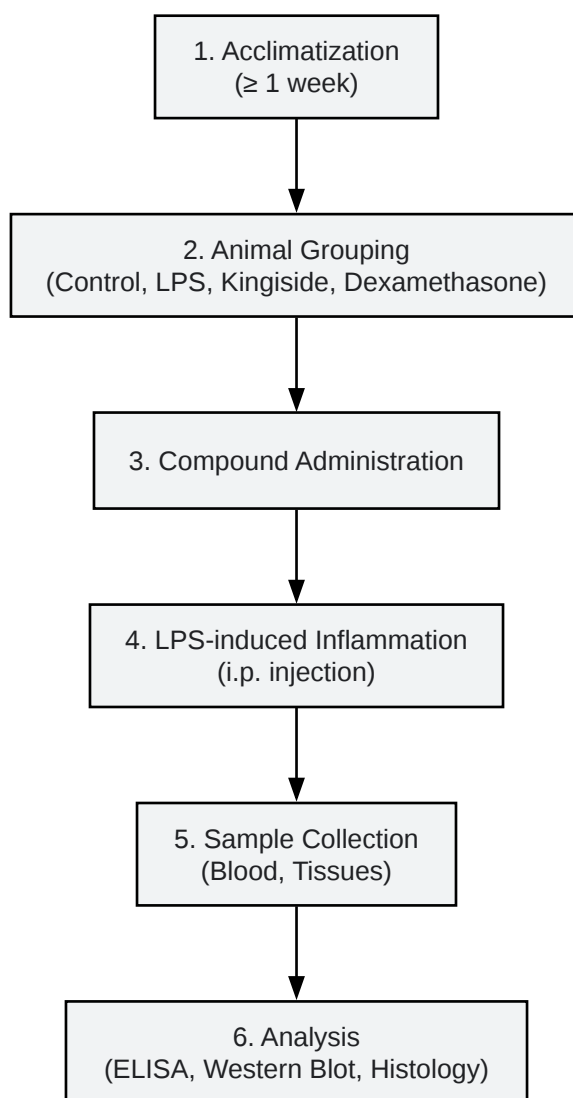 1. Acclimatization
(≥ 1 week)
2. Animal Grouping
(Control, LPS, Kingiside, Dexamethasone)
3. Compound Administration
4. LPS-induced Inflammation
(i.p. injection)
5. Sample Collection
(Blood, Tissues)
6. Analysis
(ELISA, Western Blot, Histology)